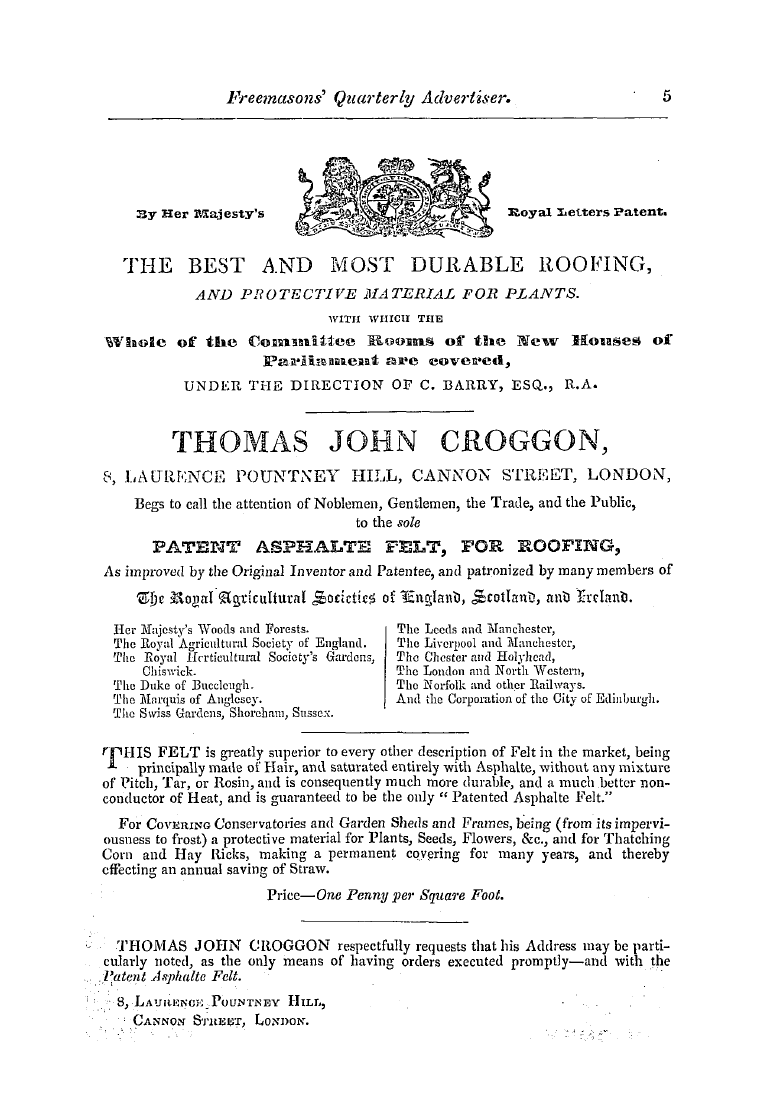 Freemasons' Quarterly Advertiser. 5
By Her Majesty's Royal Letters Patent.
THE BEST AND MOST DURABLE ROOFING,
AND PROTECTIVE MATERIAL FOR PLANTS.
WITH WHICH THE
Whole of the Committee Rooms of the New Houses of
Parliament are covered,
UNDER THE DIRECTION OF C. BARRY, ESQ., R.A.
THOMAS JOHN CROGGON,
8, LAURENCE POUNTNEY HILL, CANNON STREET, LONDON,
Begs to call the attention of Noblemen, Gentlemen, the Trade, and the Public,
to the sole
PATENT ASPHALTE FELT, FOR ROOFING,
As improved by the Original Inventor and Patentee, and patronized by many members of
The Royal Agricultural Societies of England, Scotland, and Ireland.
Her Majesty's Woods and Forests.
The Royal Agricultural Society of England.
The Royal Horticultural Society's Gardens,
Chiswick.
The Duke of Buccleugh.
The Marquis of Anglesey.
The Swiss Gardens, Shoreham, Sussex.
The Leeds and Manchester,
The Liverpool and Manchester,
The Chester and Holyhead,
The London and North Western,
The Norfolk and other Railways.
And the Corporation of the City of Edinburgh.
THIS FELT is greatly superior to every other description of Felt in the market, being
principally made of Hair, and saturated entirely with Asphalte, without any mixture
of Pitch, Tar, or Rosin, and is consequently much more durable, and a much better non-
conductor of Heat, and is guaranteed to be the only "Patented Asphalte Felt."
For COVERING Conservatories and Garden Sheds and Frames, being (from its impervi-
ousness to frost) a protective material for Plants, Seeds, Flowers, &c., and for Thatching
Corn and Hay Ricks, making a permanent covering for many years, and thereby
effecting an annual saving of Straw.
Price—One Penny per Square Foot.
THOMAS JOHN CROGGON respectfully requests that his Address may be parti-
cularly noted, as the only means of having orders executed promptly—and with the
Patent Asphalte Felt.
8, LAURENCE POUNTNEY HILL,
CANNON STREET, LONDON.